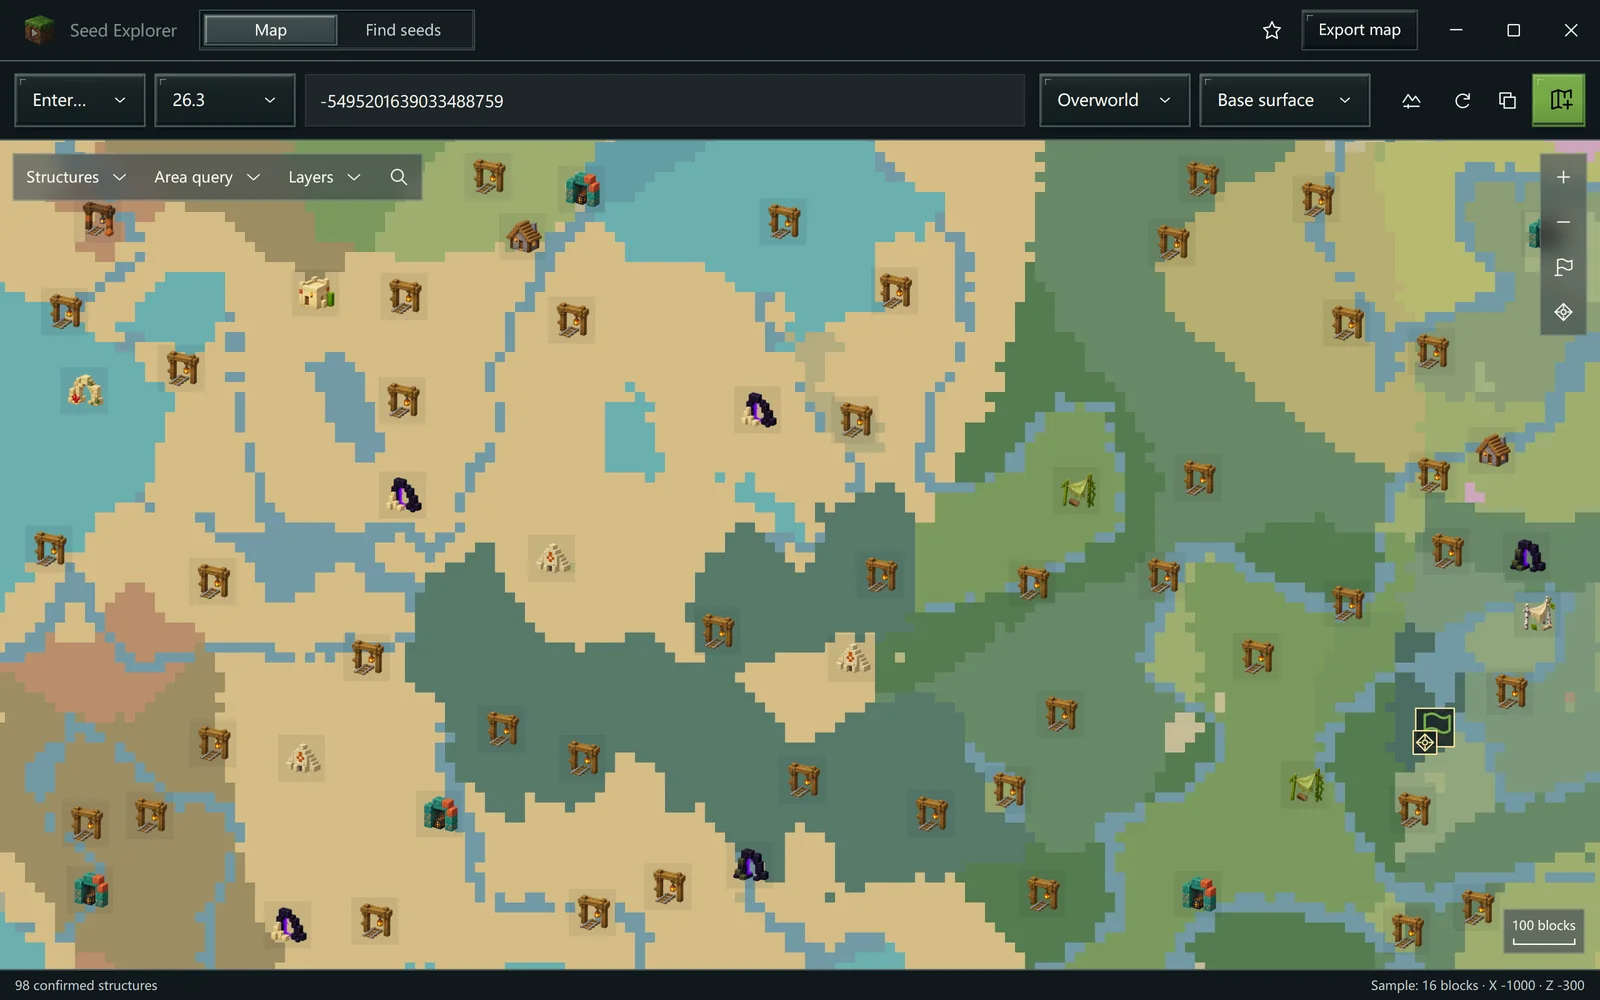 Seed Explorer
Map
Find seeds
Export map
Enter...
26.3
-5495201639033488759
Overworld
Base surface
Structures
Area query
Layers
100 blocks
98 confirmed structures
Sample: 16 blocks · X -1000 · Z -300